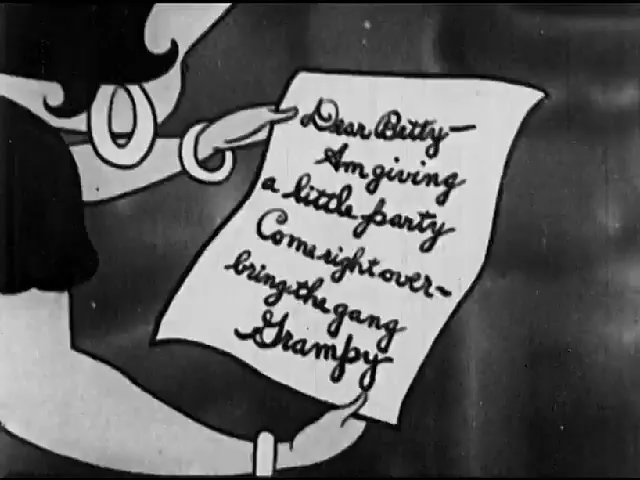 Dear Betty—
Am giving
a little party
Come right over~
bring the gang
Grampy